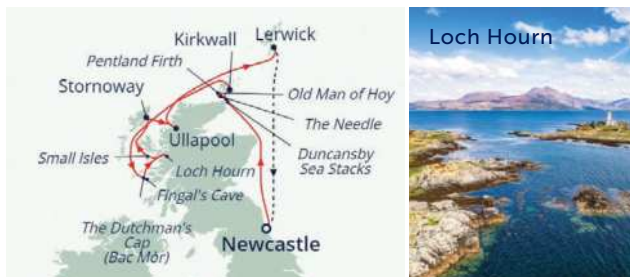 Lerwick
Kirkwall
Pentland Firth
Stornoway
Old Man of Hoy
The Needle
Ullapool
Duncansby
Sea Stacks
Small Isles
Loch Hourn
Fingal's Cave
The Dutchman's
Cap
(Bac Mòr)
Newcastle
Loch Hourn